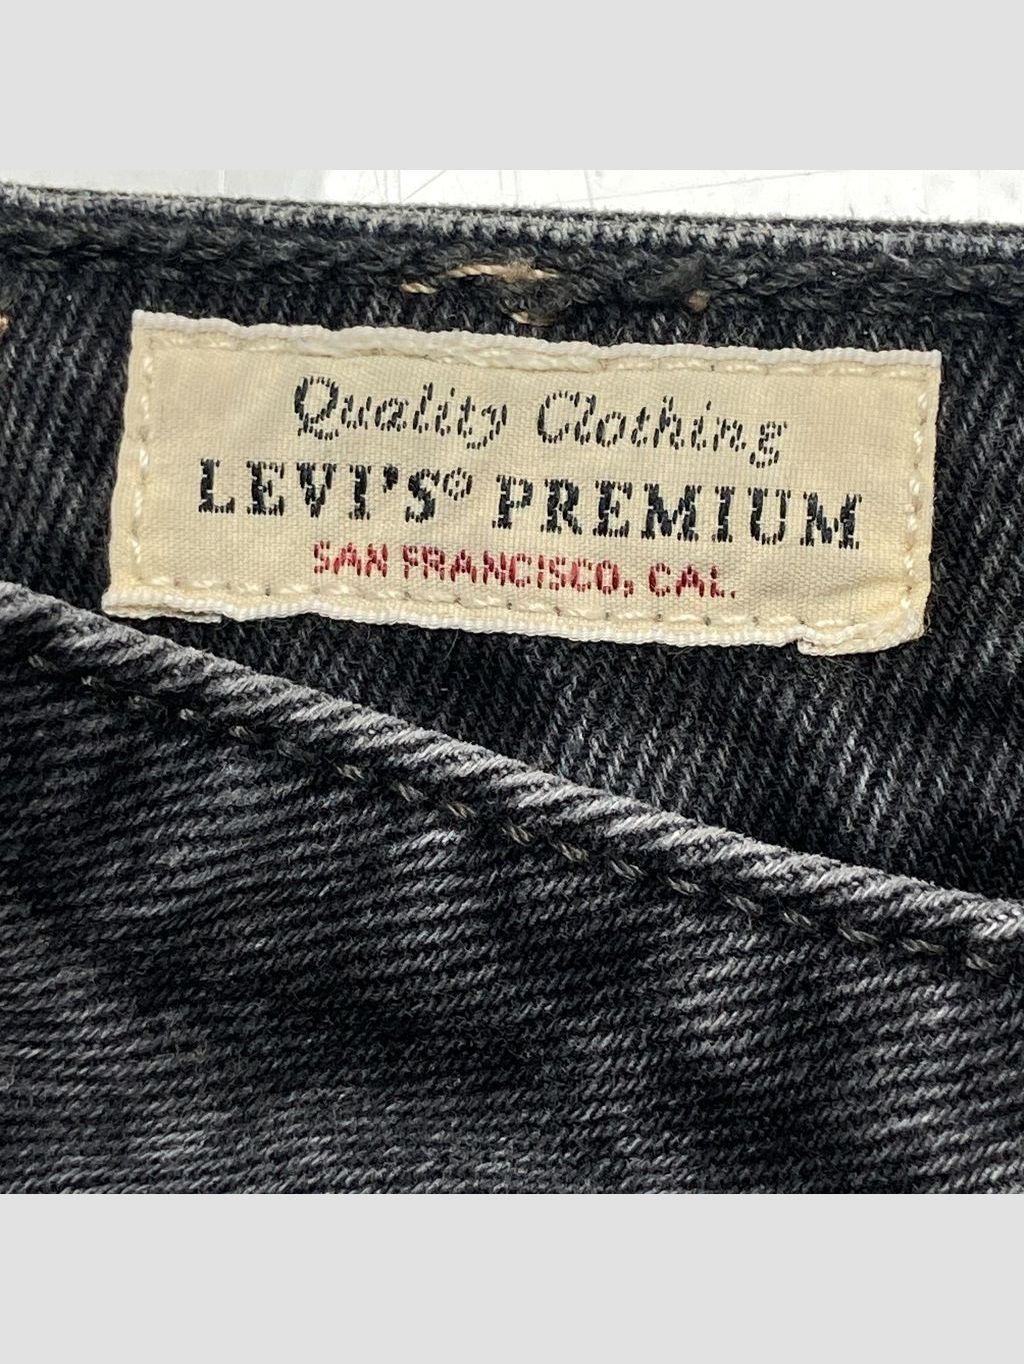 Quality Clothing
LEVI'S® PREMIUM
SAN FRANCISCO, CAL.